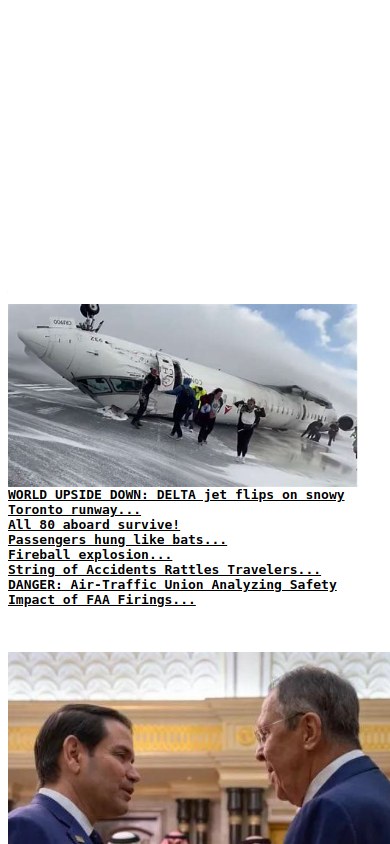 WORLD UPSIDE DOWN: DELTA jet flips on snowy
Toronto runway...
All 80 aboard survive!
Passengers hung like bats...
Fireball explosion...
String of Accidents Rattles Travelers...
DANGER: Air-Traffic Union Analyzing Safety
Impact of FAA Firings...